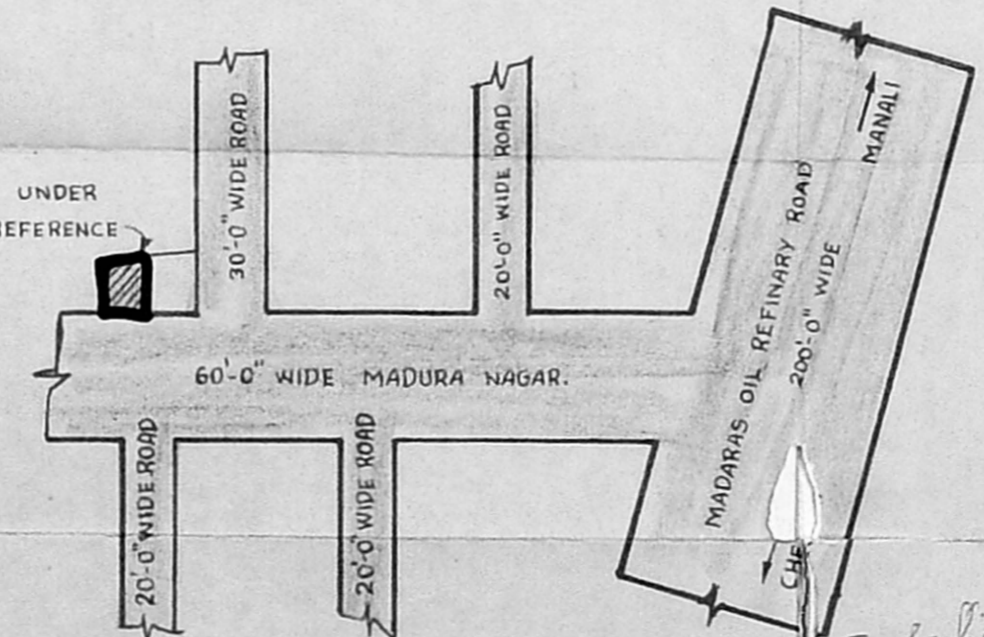 UNDER
REFERENCE
30'-0" WIDE ROAD
20'-0" WIDE ROAD
MADARAS OIL REFINARY ROAD
200'-0" WIDE
MANALI
60'-0" WIDE MADURA NAGAR.
20'-0" WIDE ROAD
20'-0" WIDE ROAD
CHE